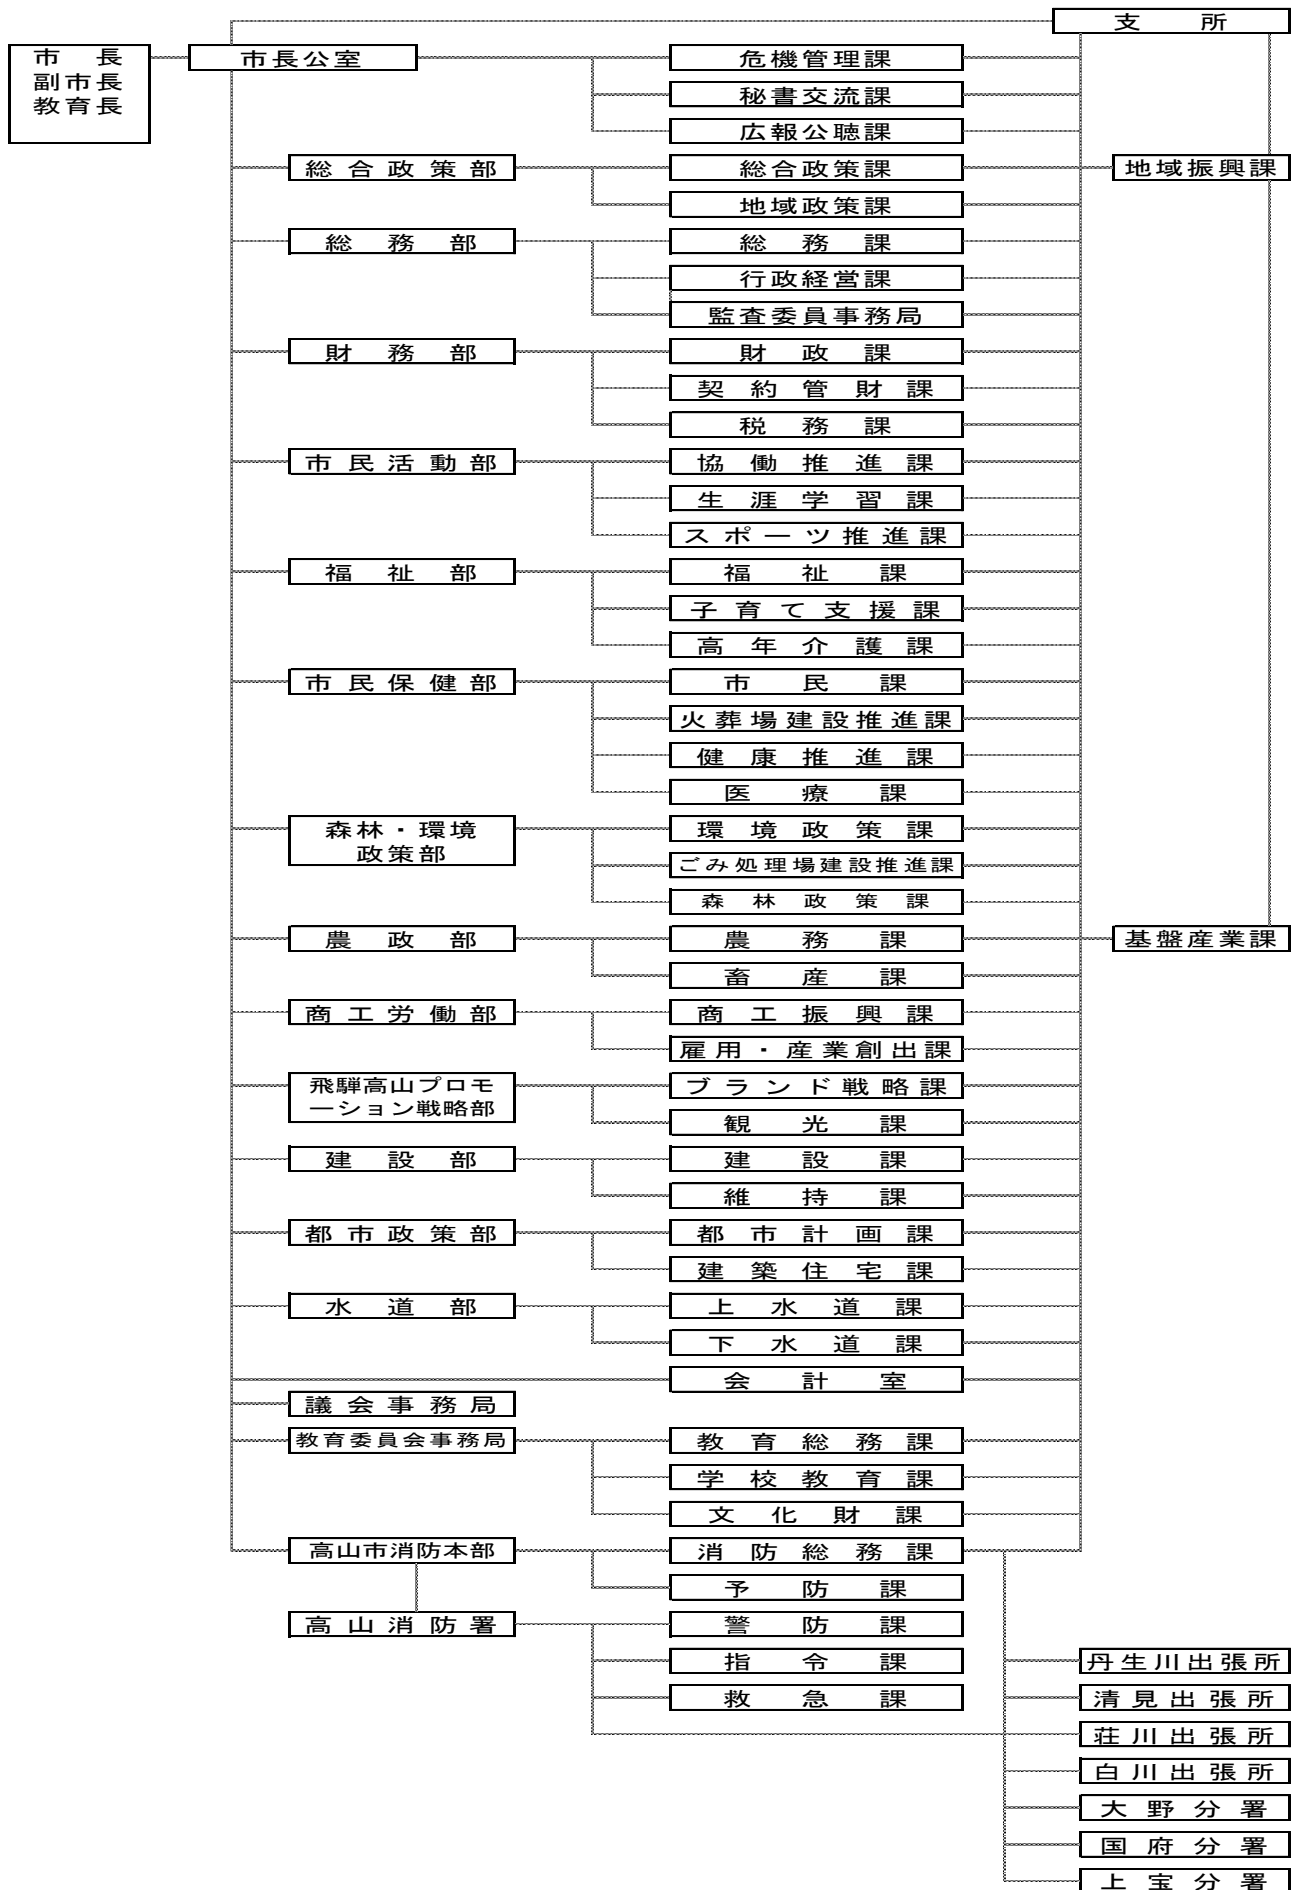 支所
市長
副市長
教育長
市長公室
危機管理課
秘書交流課
広報公聴課
総合政策部
総合政策課
地域振興課
地域政策課
総務部
総務課
行政経営課
監査委員事務局
財務部
財政課
契約管財課
税務課
市民活動部
協働推進課
生涯学習課
スポーツ推進課
福祉部
福祉課
子育て支援課
高年介護課
市民保健部
市民課
火葬場建設推進課
健康推進課
医療課
森林・環境
政策部
環境政策課
ごみ処理場建設推進課
森林政策課
農政部
農務課
基盤産業課
畜産課
商工労働部
商工振興課
雇用・産業創出課
飛騨高山プロモ
ーション戦略部
ブランド戦略課
観光課
建設部
建設課
維持課
都市政策部
都市計画課
建築住宅課
水道部
上水道課
下水道課
会計室
議会事務局
教育委員会事務局
教育総務課
学校教育課
文化財課
高山市消防本部
消防総務課
予防課
高山消防署
警防課
指令課
丹生川出張所
救急課
清見出張所
荘川出張所
白川出張所
大野分署
国府分署
上宝分署